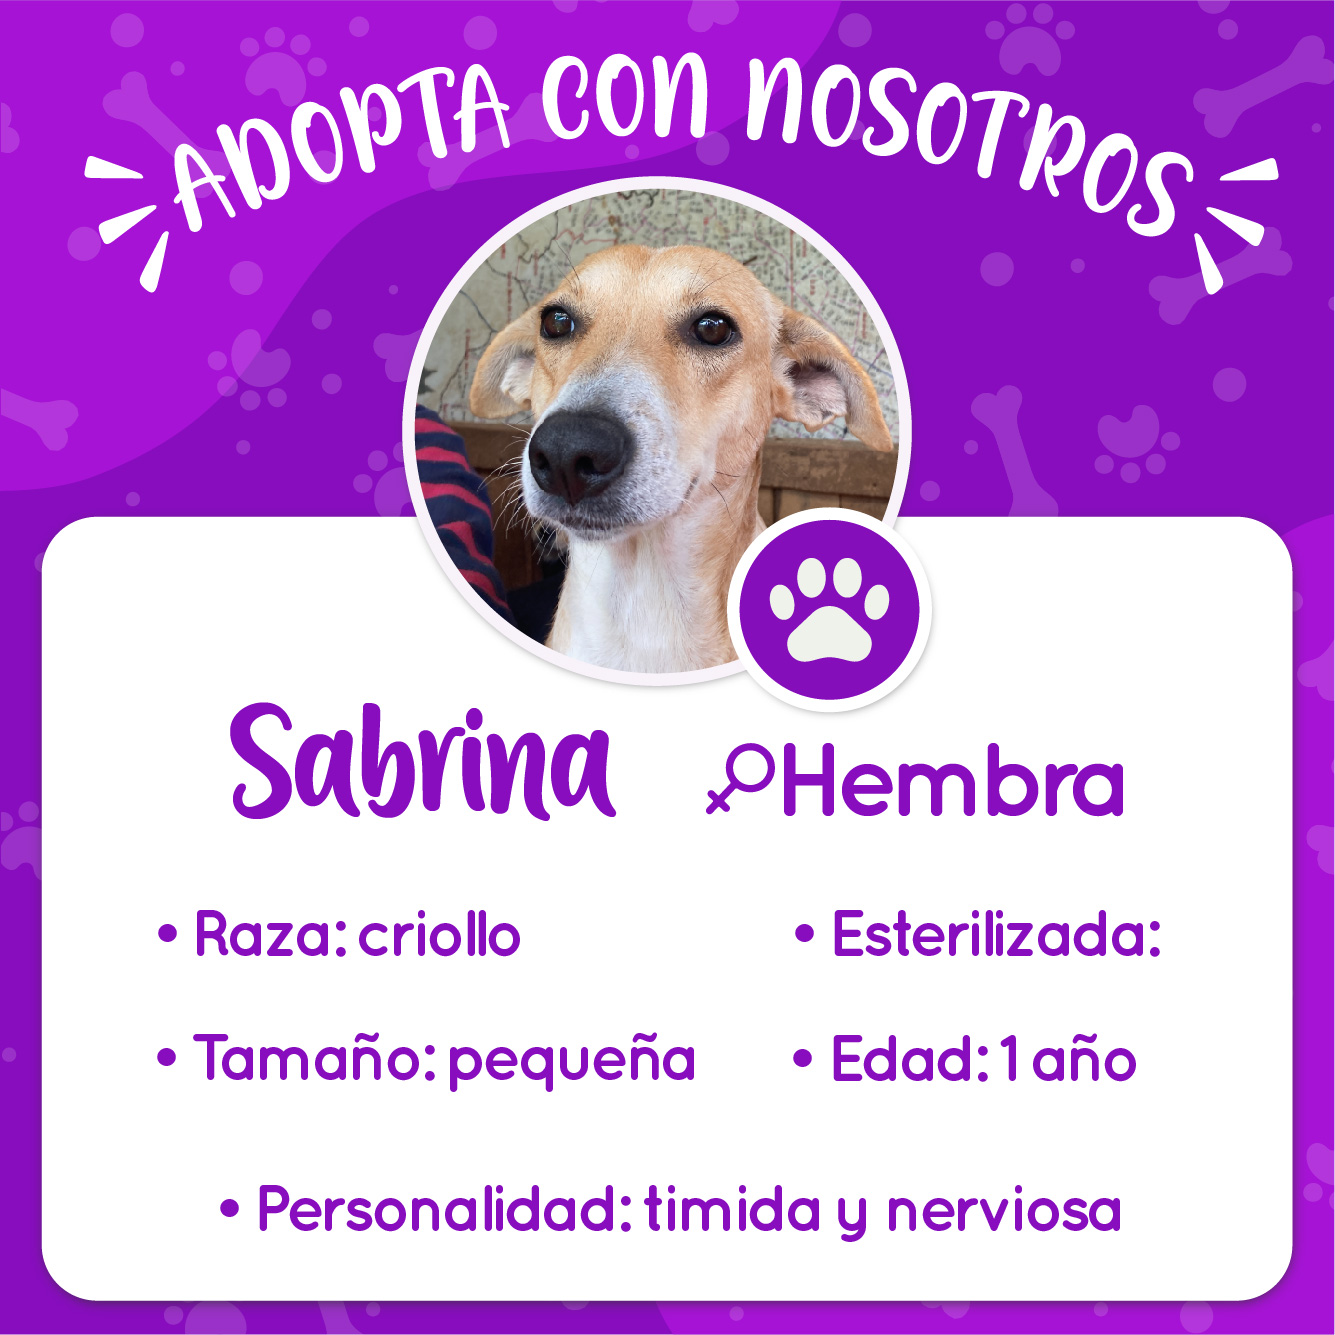 ADOPTA CON NOSOTROS
Sabrina
Hembra
• Raza: criollo
• Esterilizada:
• Tamaño: pequeña
• Edad: 1 año
• Personalidad: timida y nerviosa